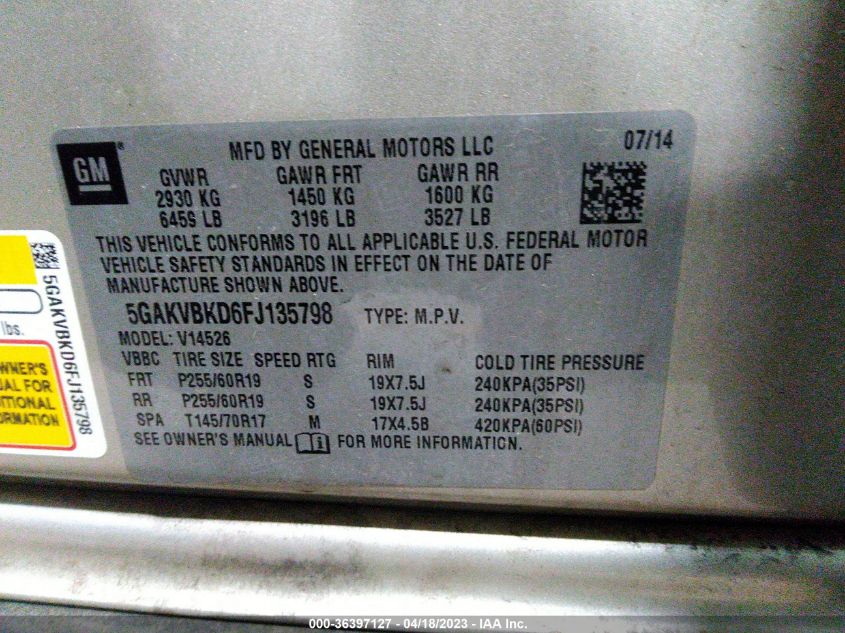 GM ®
MFD BY GENERAL MOTORS LLC 07/14
GVWR GAWR FRT GAWR RR
2930 KG 1450 KG 1600 KG
6459 LB 3196 LB 3527 LB
THIS VEHICLE CONFORMS TO ALL APPLICABLE U.S. FEDERAL MOTOR
VEHICLE SAFETY STANDARDS IN EFFECT ON THE DATE OF
MANUFACTURE SHOWN ABOVE.
5GAKVBKD6FJ135798 TYPE: M.P.V.
MODEL: V14526
VBBC TIRE SIZE SPEED RTG RIM COLD TIRE PRESSURE
FRT P255/60R19 S 19X7.5J 240KPA(35PSI)
RR P255/60R19 S 19X7.5J 240KPA(35PSI)
SPA T145/70R17 M 17X4.5B 420KPA(60PSI)
SEE OWNER'S MANUAL FOR MORE INFORMATION.
5GAKVBKD6FJ135798
lbs.
WNER'S
UAL FOR
ITIONAL
ORMATION
000-36397127 - 04/18/2023 - IAA Inc.